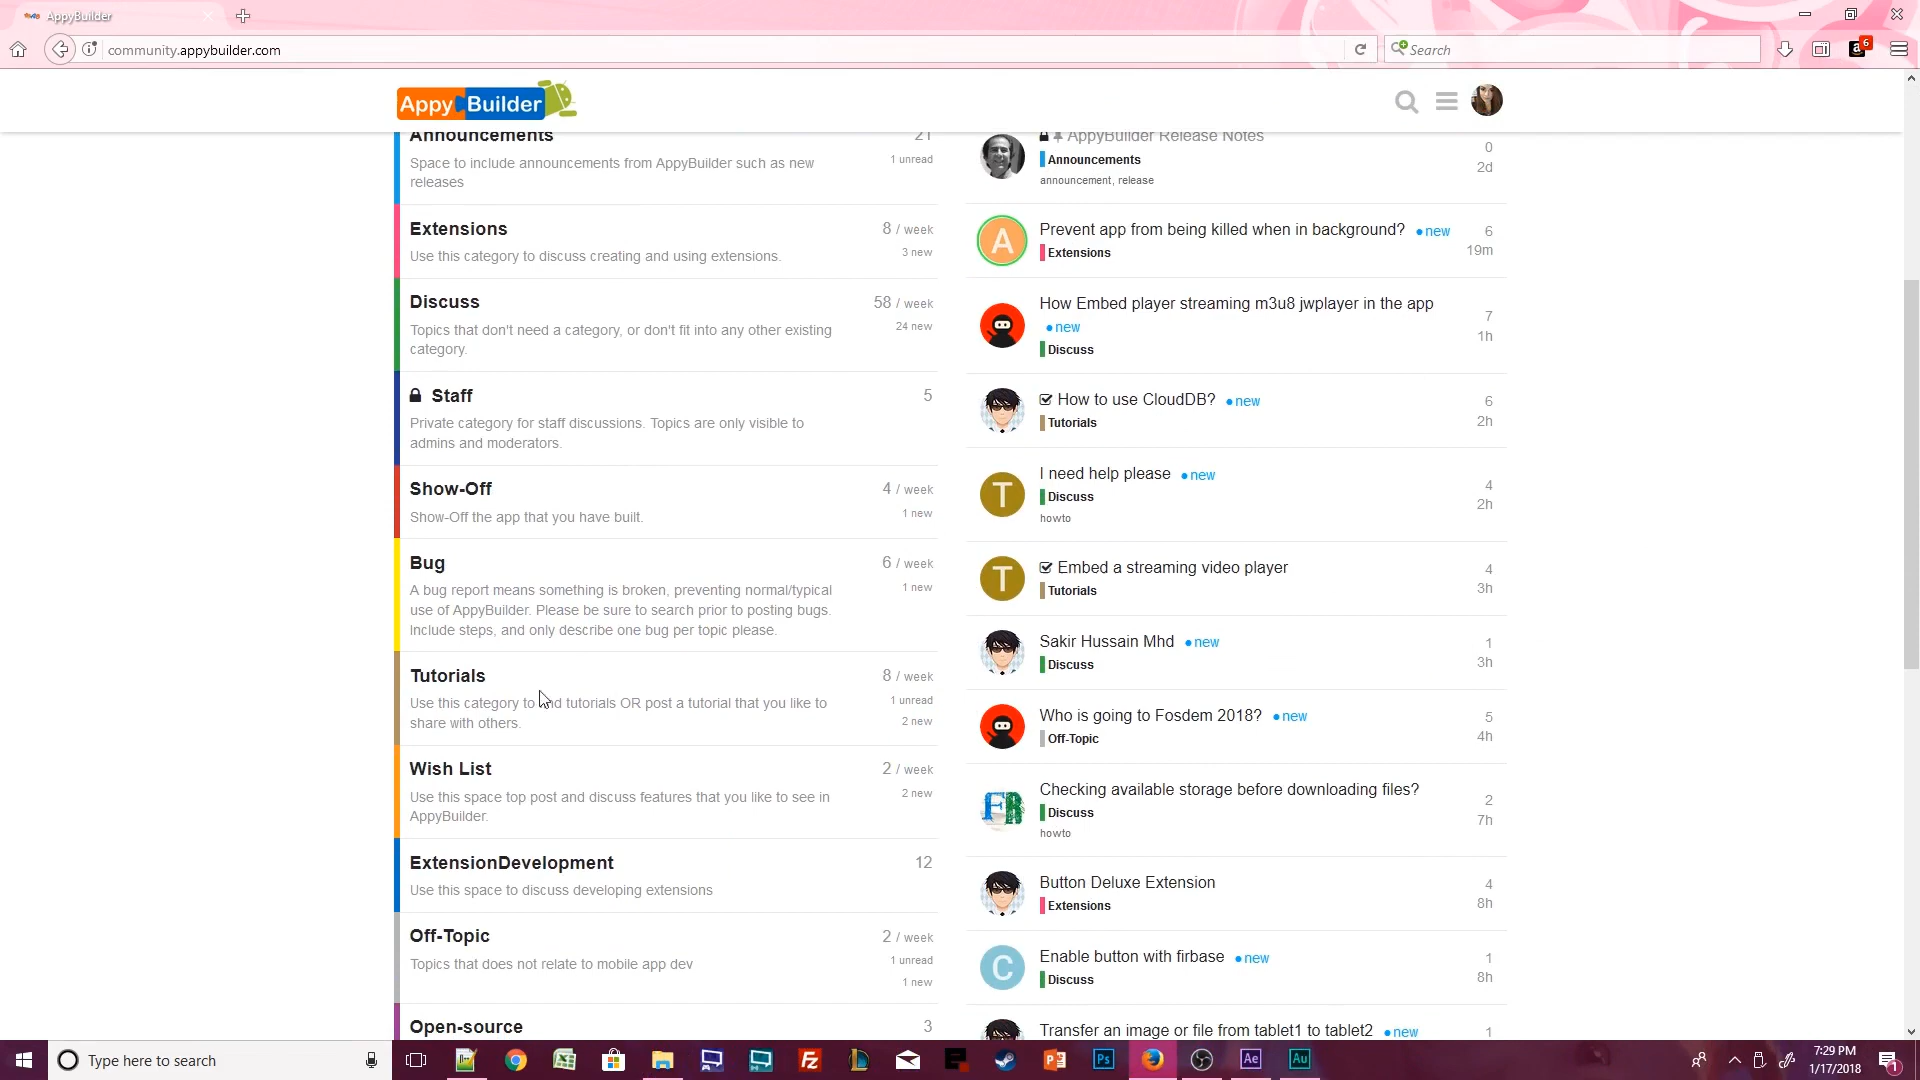 AppyBuilder
community.appybuilder.com
Search
6
AppyBuilder
Announcements
21
Space to include announcements from AppyBuilder such as new
1 unread
releases
Extensions
8 / week
Use this category to discuss creating and using extensions.
3 new
Discuss
58 / week
Topics that don't need a category, or don't fit into any other existing
24 new
category.
Staff
5
Private category for staff discussions. Topics are only visible to
admins and moderators.
Show-Off
4 / week
Show-Off the app that you have built.
1 new
Bug
6 / week
A bug report means something is broken, preventing normal/typical
1 new
use of AppyBuilder. Please be sure to search prior to posting bugs.
Include steps, and only describe one bug per topic please.
Tutorials
8 / week
Use this category to find tutorials OR post a tutorial that you like to
1 unread
share with others.
2 new
Wish List
2 / week
Use this space top post and discuss features that you like to see in
2 new
AppyBuilder.
ExtensionDevelopment
12
Use this space to discuss developing extensions
Off-Topic
2 / week
Topics that does not relate to mobile app dev
1 unread
1 new
Open-source
3
AppyBuilder Release Notes
0
Announcements
2d
announcement, release
A
Prevent app from being killed when in background? new
6
Extensions
19m
How Embed player streaming m3u8 jwplayer in the app
new
7
Discuss
1h
How to use CloudDB? new
6
Tutorials
2h
T
I need help please new
4
Discuss
2h
howto
T
Embed a streaming video player
4
Tutorials
3h
Sakir Hussain Mhd new
1
Discuss
3h
Who is going to Fosdem 2018? new
5
Off-Topic
4h
FB
Checking available storage before downloading files?
2
Discuss
7h
howto
Button Deluxe Extension
4
Extensions
8h
C
Enable button with firbase new
1
Discuss
8h
Transfer an image or file from tablet1 to tablet2 new
1
Type here to search
Ps
Ae
Au
7:29 PM
1/17/2018
1